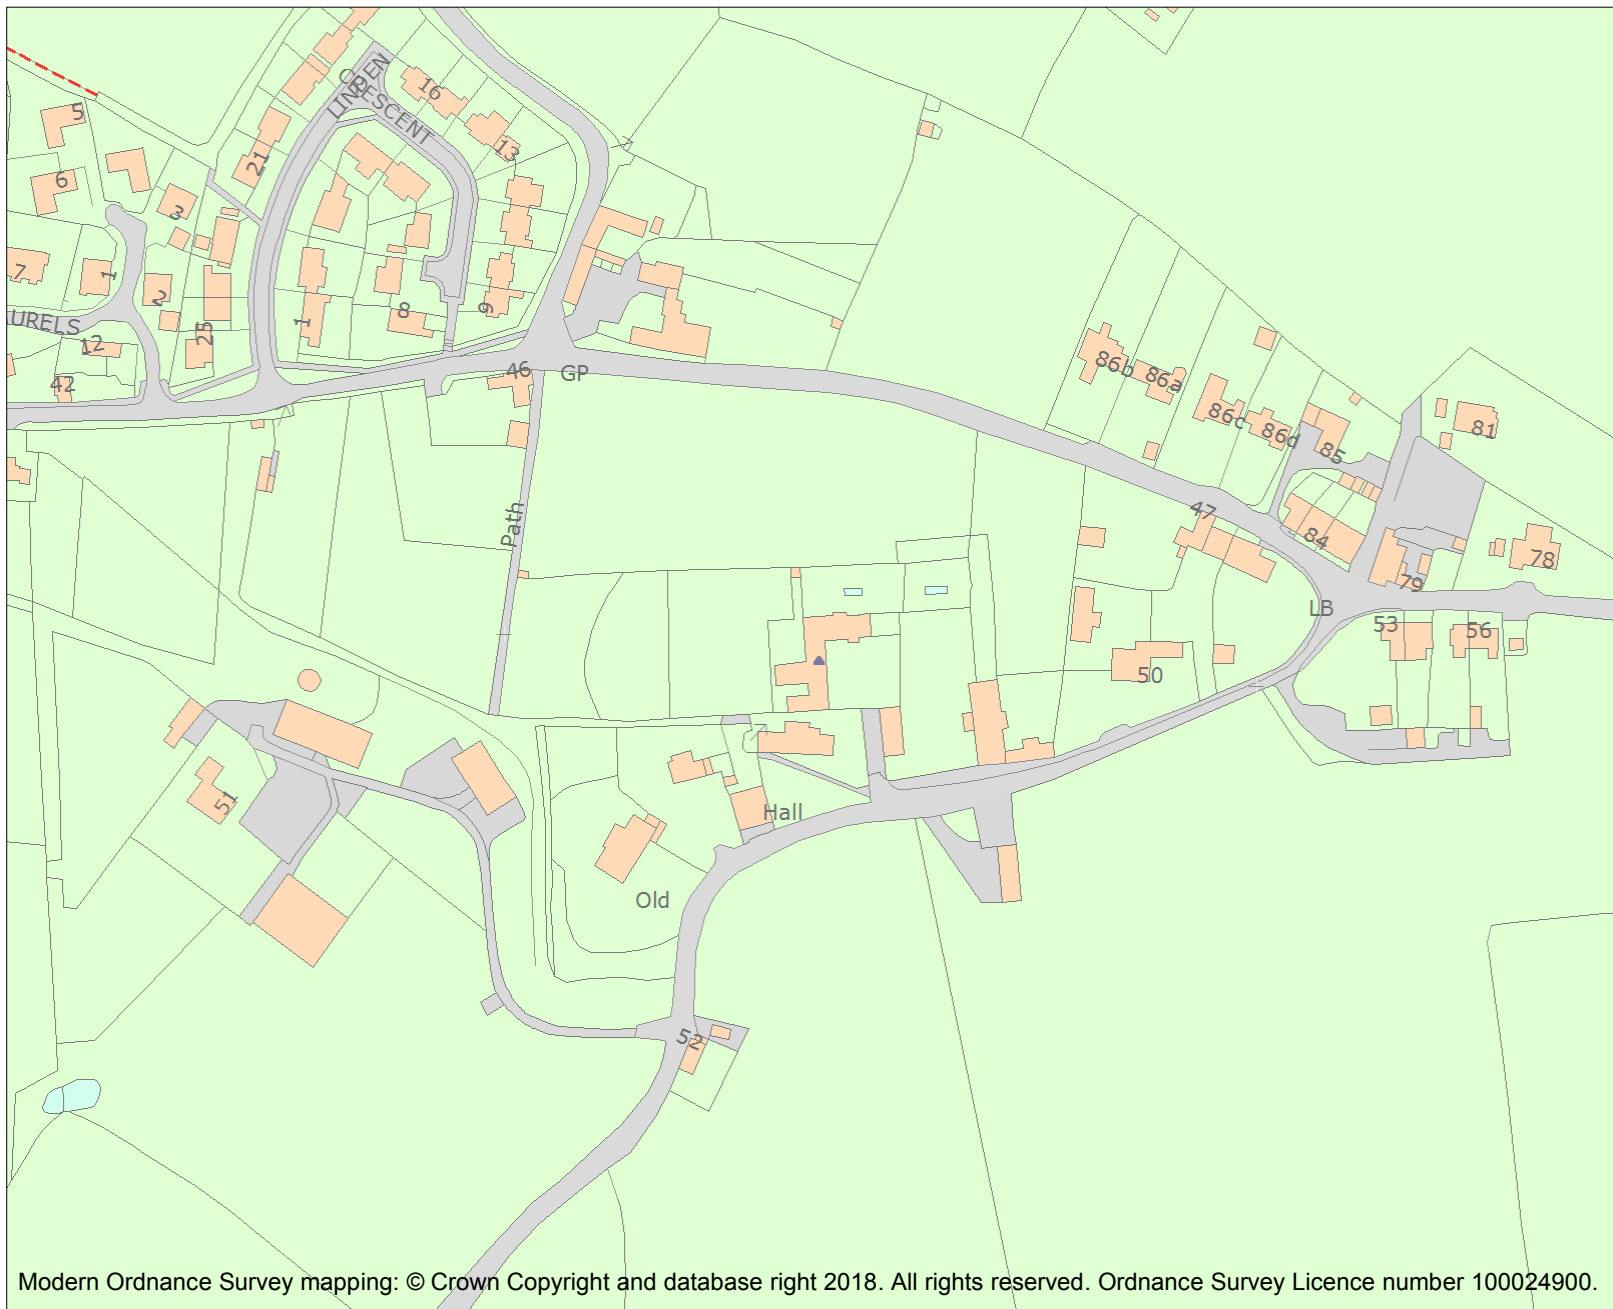 LINDEN
CRESCENT
16
13
5
21
6
3
7
1
2
1
8
9
URELS
25
12
42
46
GP
86b
86a
86c
86d
85
81
47
84
78
79
Path
LB
53
56
50
51
Hall
Old
52
Modern Ordnance Survey mapping: © Crown Copyright and database right 2018. All rights reserved. Ordnance Survey Licence number 100024900.